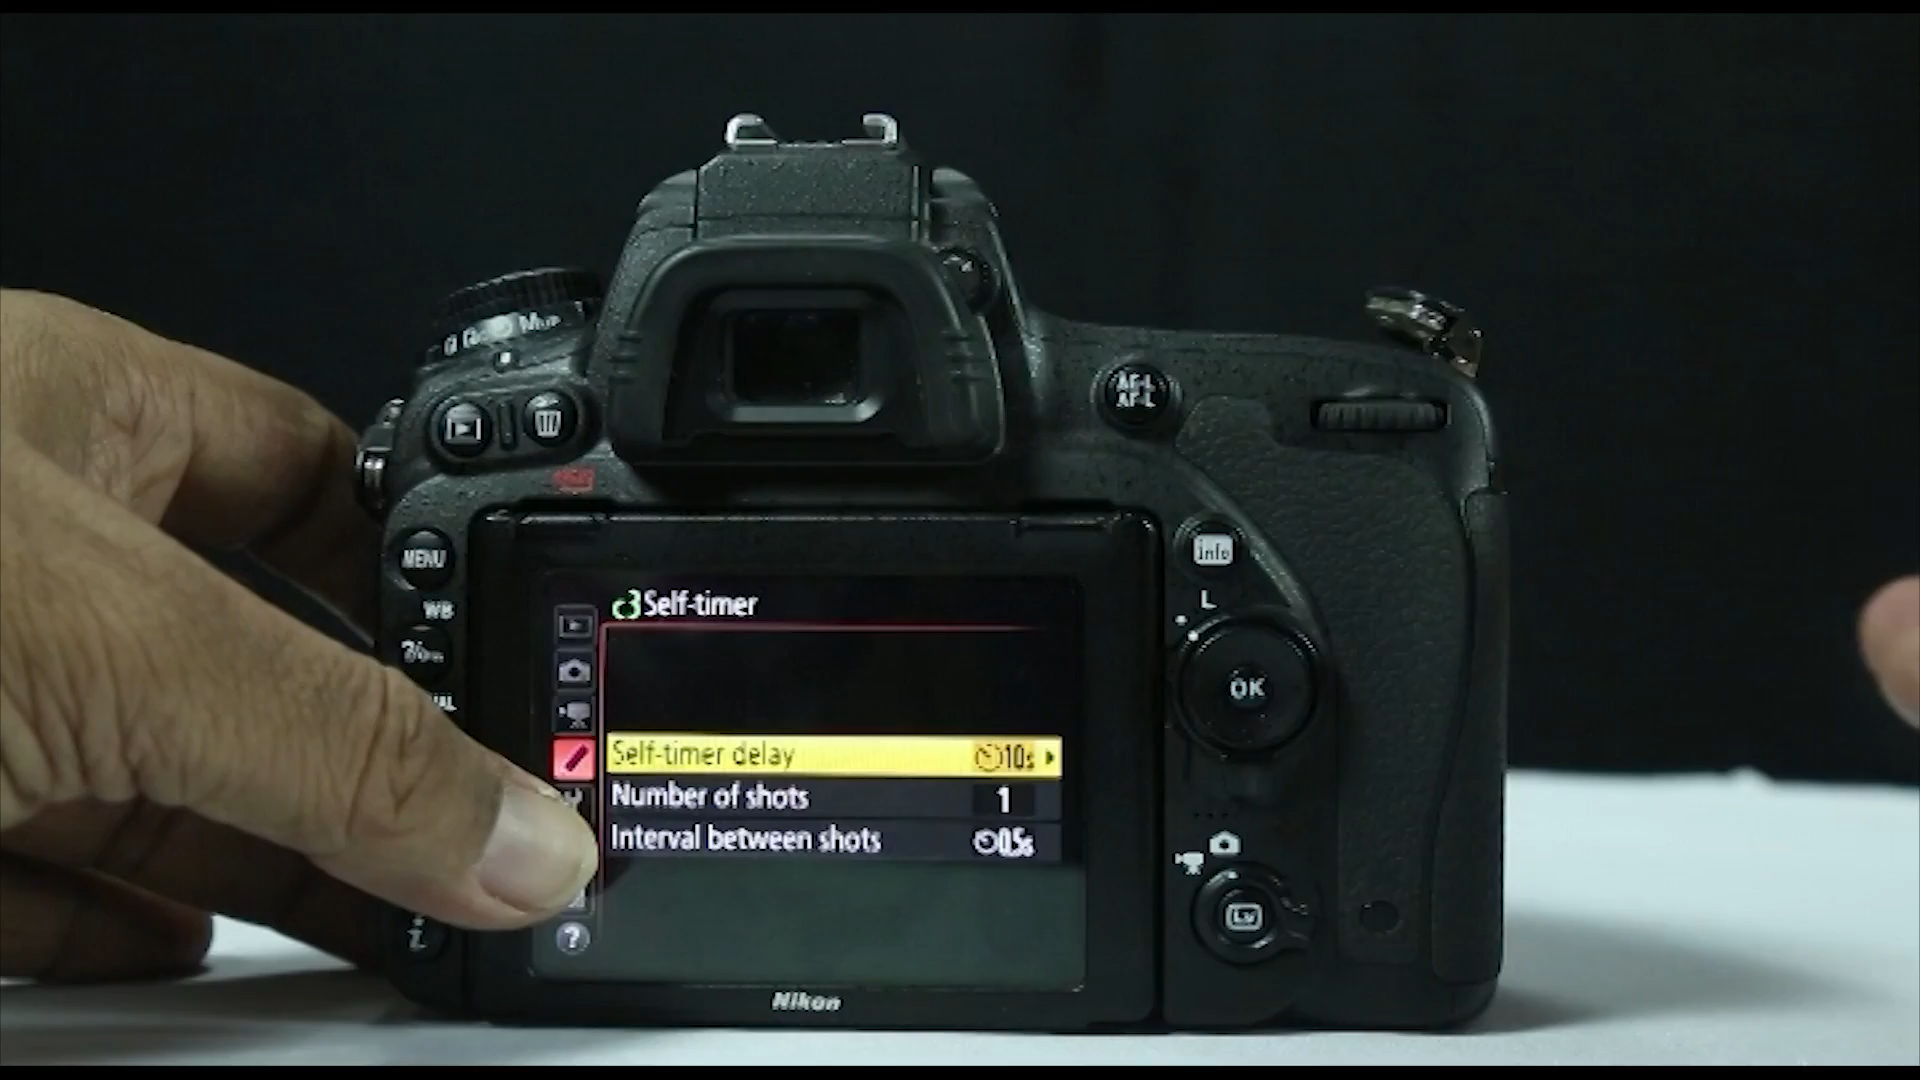 AF-L
MENU
info
WB
L
c3 Self-timer
OK
Self-timer delay 10s
Number of shots 1
Interval between shots 0.5s
Lv
?
i
Nikon